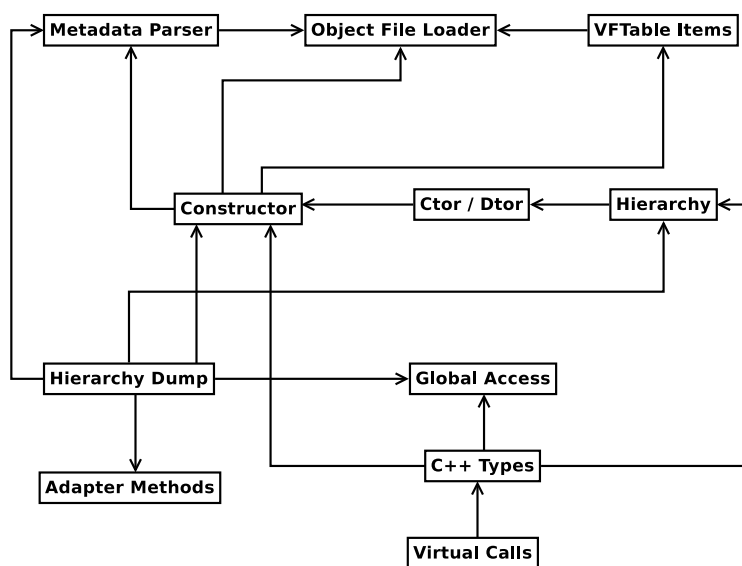 Metadata Parser
Object File Loader
VFTable Items
Constructor
Ctor / Dtor
Hierarchy
Hierarchy Dump
Global Access
C++ Types
Adapter Methods
Virtual Calls